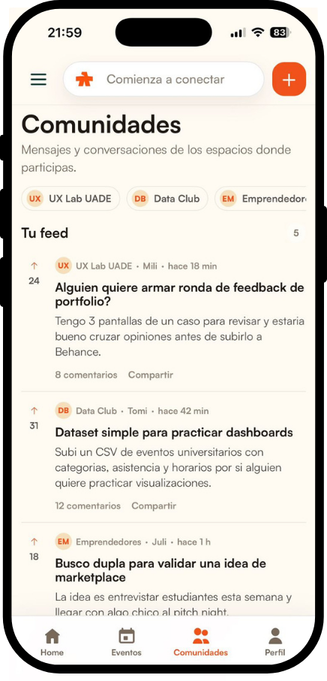 21:59
83
Comienza a conectar
Comunidades
Mensajes y conversaciones de los espacios donde
participas.
UX UX Lab UADE
DB Data Club
EM Emprendedor
Tu feed
5
UX UX Lab UADE · Mili · hace 18 min
24
Alguien quiere armar ronda de feedback de
portfolio?
Tengo 3 pantallas de un caso para revisar y estaria
bueno cruzar opiniones antes de subirlo a
Behance.
8 comentarios Compartir
DB Data Club · Tomi · hace 42 min
31
Dataset simple para practicar dashboards
Subi un CSV de eventos universitarios con
categorias, asistencia y horarios por si alguien
quiere practicar visualizaciones.
12 comentarios Compartir
EM Emprendedores · Juli · hace 1 h
18
Busco dupla para validar una idea de
marketplace
La idea es entrevistar estudiantes esta semana y
llegar con algo chico al pitch night.
Home
Eventos
Comunidades
Perfil